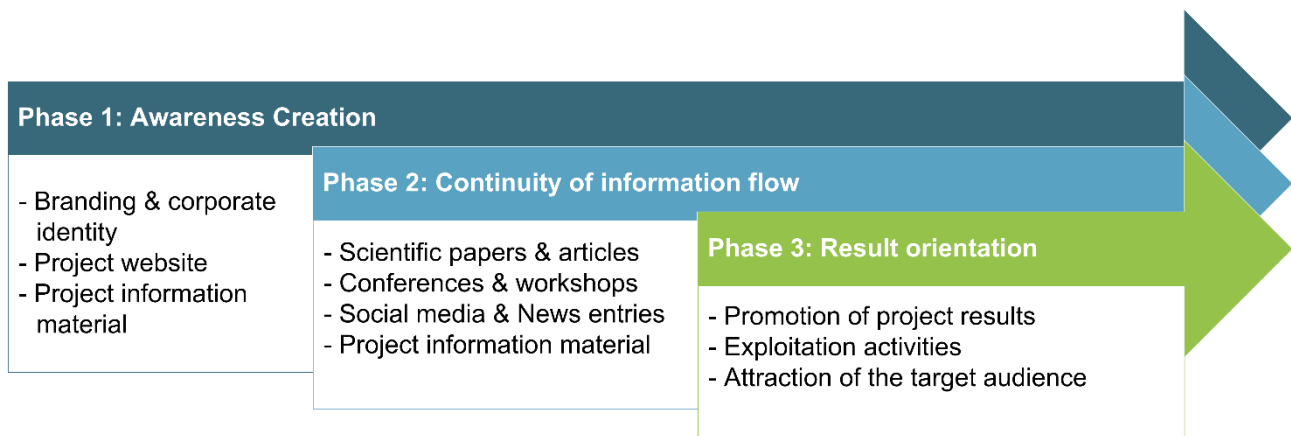 Phase 1: Awareness Creation
- Branding & corporate
identity
- Project website
- Project information
material
Phase 2: Continuity of information flow
- Scientific papers & articles
- Conferences & workshops
- Social media & News entries
- Project information material
Phase 3: Result orientation
- Promotion of project results
- Exploitation activities
- Attraction of the target audience